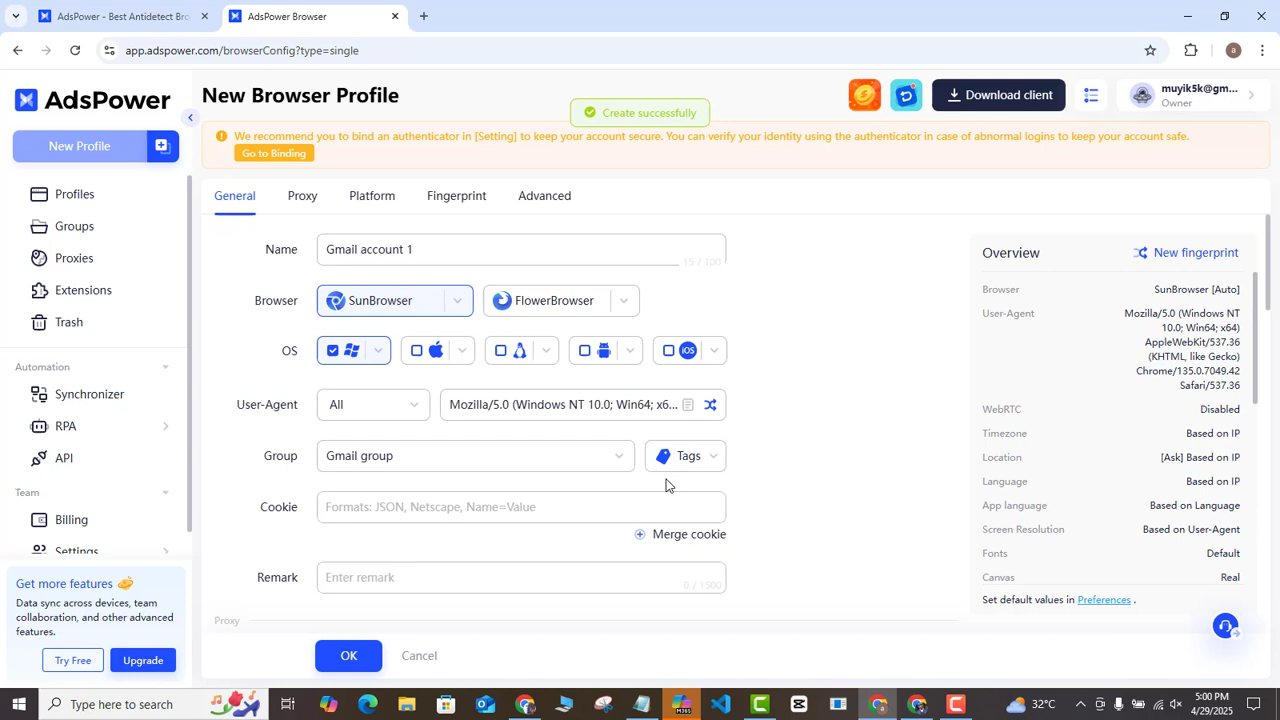 AdsPower - Best Antidetect Bro
AdsPower Browser
app.adspower.com/browserConfig?type=single
a
AdsPower
New Profile
Profiles
Groups
Proxies
Extensions
Trash
Automation
Synchronizer
RPA
API
Team
Billing
Settings
Get more features
Data sync across devices, team
collaboration, and other advanced
features.
Try Free
Upgrade
New Browser Profile
Create successfully
Download client
muyik5k@gm...
Owner
We recommend you to bind an authenticator in [Setting] to keep your account secure. You can verify your identity using the authenticator in case of abnormal logins to keep your account safe.
Go to Binding
General
Proxy
Platform
Fingerprint
Advanced
Name
Gmail account 1
15 / 100
Browser
SunBrowser
FlowerBrowser
OS
iOS
User-Agent
All
Mozilla/5.0 (Windows NT 10.0; Win64; x6...
Group
Gmail group
Tags
Cookie
Formats: JSON, Netscape, Name=Value
Merge cookie
Remark
Enter remark
0 / 1500
Proxy
OK
Cancel
Overview
New fingerprint
Browser
SunBrowser [Auto]
User-Agent
Mozilla/5.0 (Windows NT
10.0; Win64; x64)
AppleWebKit/537.36
(KHTML, like Gecko)
Chrome/135.0.7049.42
Safari/537.36
WebRTC
Disabled
Timezone
Based on IP
Location
[Ask] Based on IP
Language
Based on IP
App language
Based on Language
Screen Resolution
Based on User-Agent
Fonts
Default
Canvas
Real
Set default values in Preferences .
Type here to search
M365
32°C
5:00 PM
4/29/2025